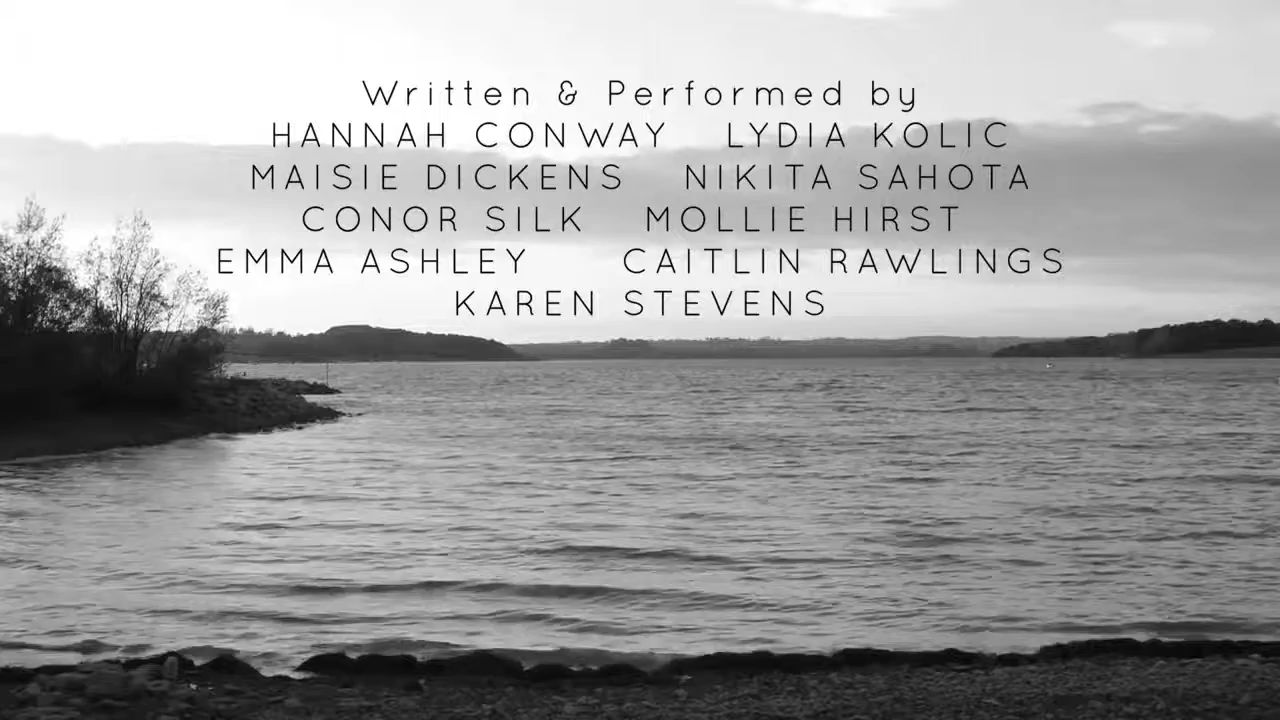 Written & Performed by
HANNAH CONWAY LYDIA KOLIC
MAISIE DICKENS NIKITA SAHOTA
CONOR SILK MOLLIE HIRST
EMMA ASHLEY CAITLIN RAWLINGS
KAREN STEVENS